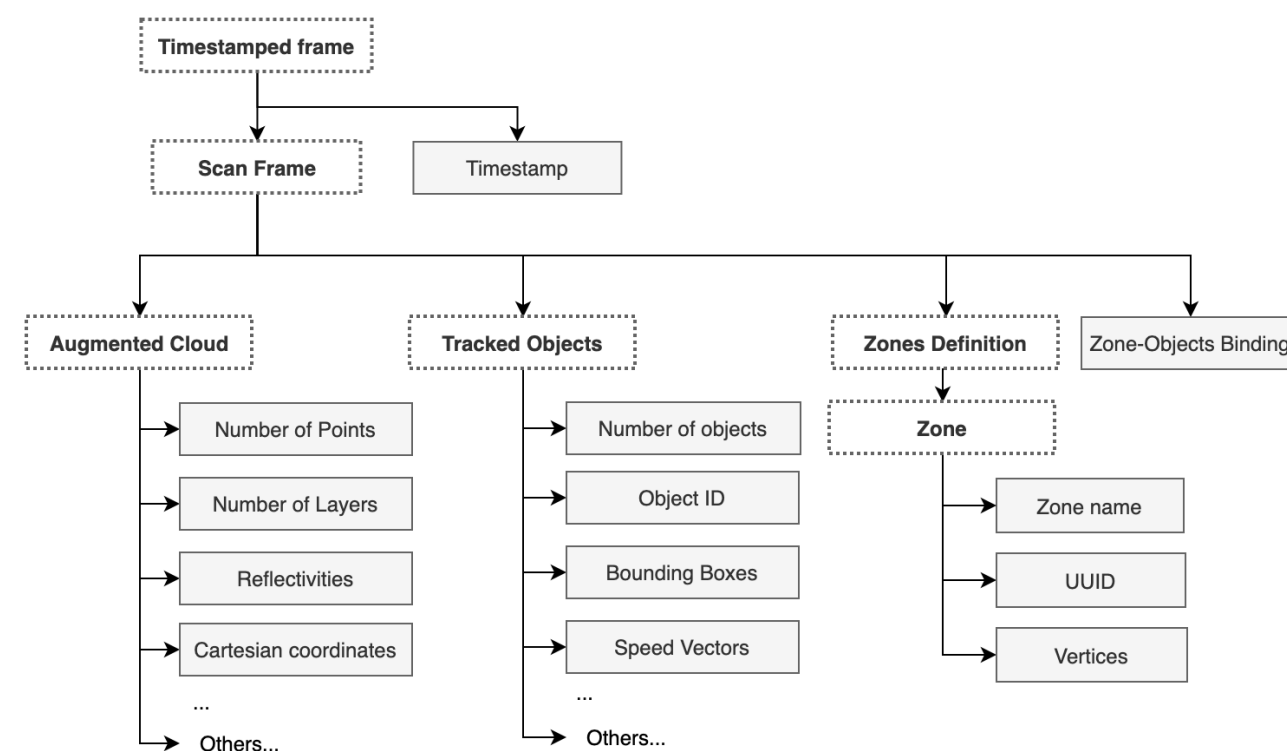 Timestamped frame
Scan Frame
Timestamp
Augmented Cloud
Tracked Objects
Zones Definition
Zone-Objects Binding
Number of Points
Number of objects
Zone
Number of Layers
Object ID
Zone name
Reflectivities
Bounding Boxes
UUID
Cartesian coordinates
Speed Vectors
Vertices
...
...
Others...
Others...